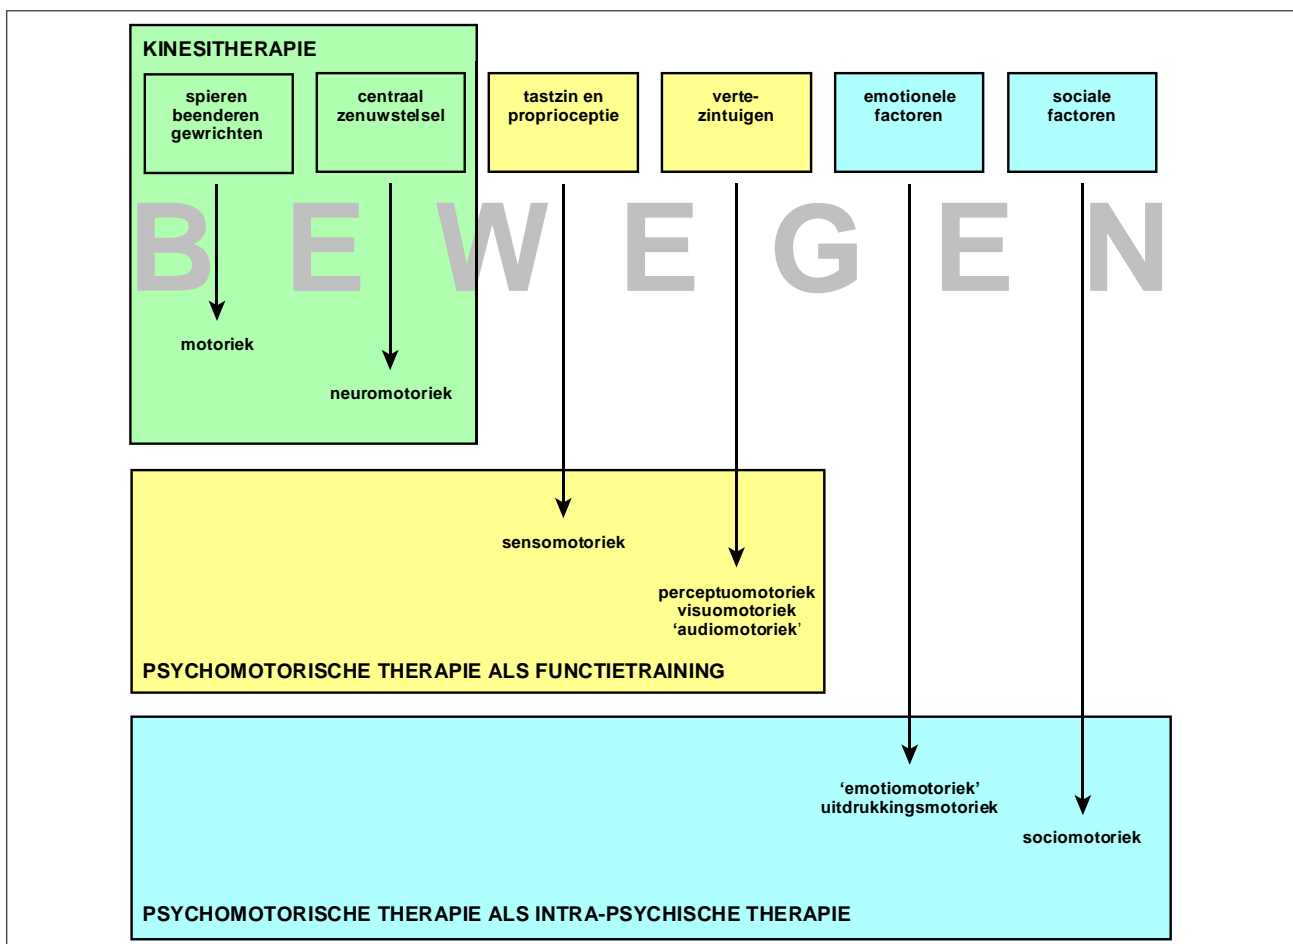 KINESITHERAPIE
spieren
beenderen
gewrichten
centraal
zenuwstelsel
tastzin en
proprioceptie
verte-
zintuigen
emotionele
factoren
sociale
factoren
B E W E G E N
motoriek
neuromotoriek
sensomotoriek
perceptuomotoriek
visuomotoriek
‘audiomotoriek’
PSYCHOMOTORISCHE THERAPIE ALS FUNCTIETRAINING
‘emotiomotoriek’
uitdrukkingsmotoriek
sociomotoriek
PSYCHOMOTORISCHE THERAPIE ALS INTRA-PSYCHISCHE THERAPIE